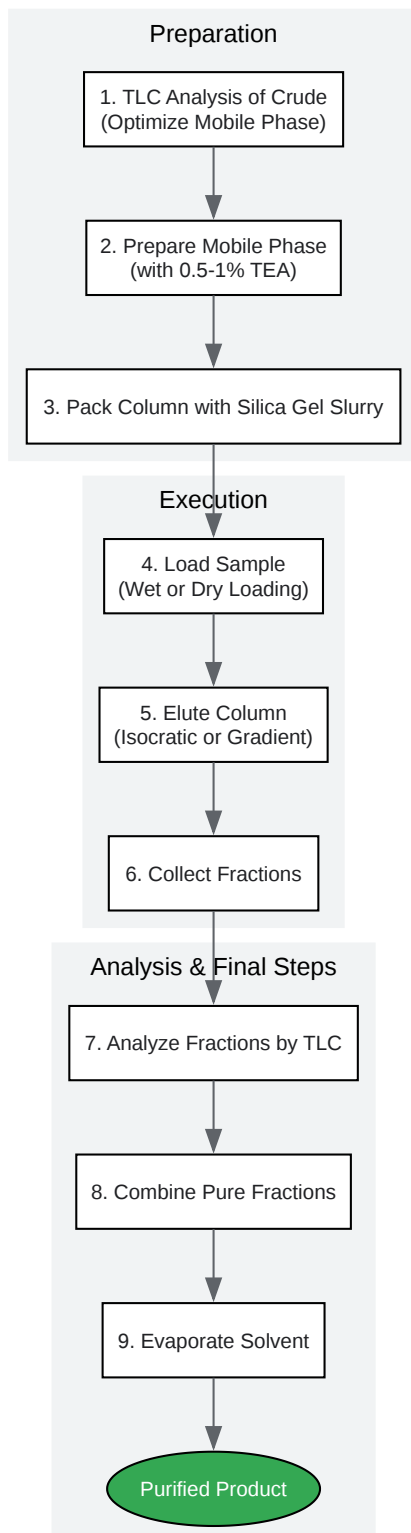 Preparation
1. TLC Analysis of Crude
(Optimize Mobile Phase)
2. Prepare Mobile Phase
(with 0.5-1% TEA)
3. Pack Column with Silica Gel Slurry
Execution
4. Load Sample
(Wet or Dry Loading)
5. Elute Column
(Isocratic or Gradient)
6. Collect Fractions
Analysis & Final Steps
7. Analyze Fractions by TLC
8. Combine Pure Fractions
9. Evaporate Solvent
Purified Product